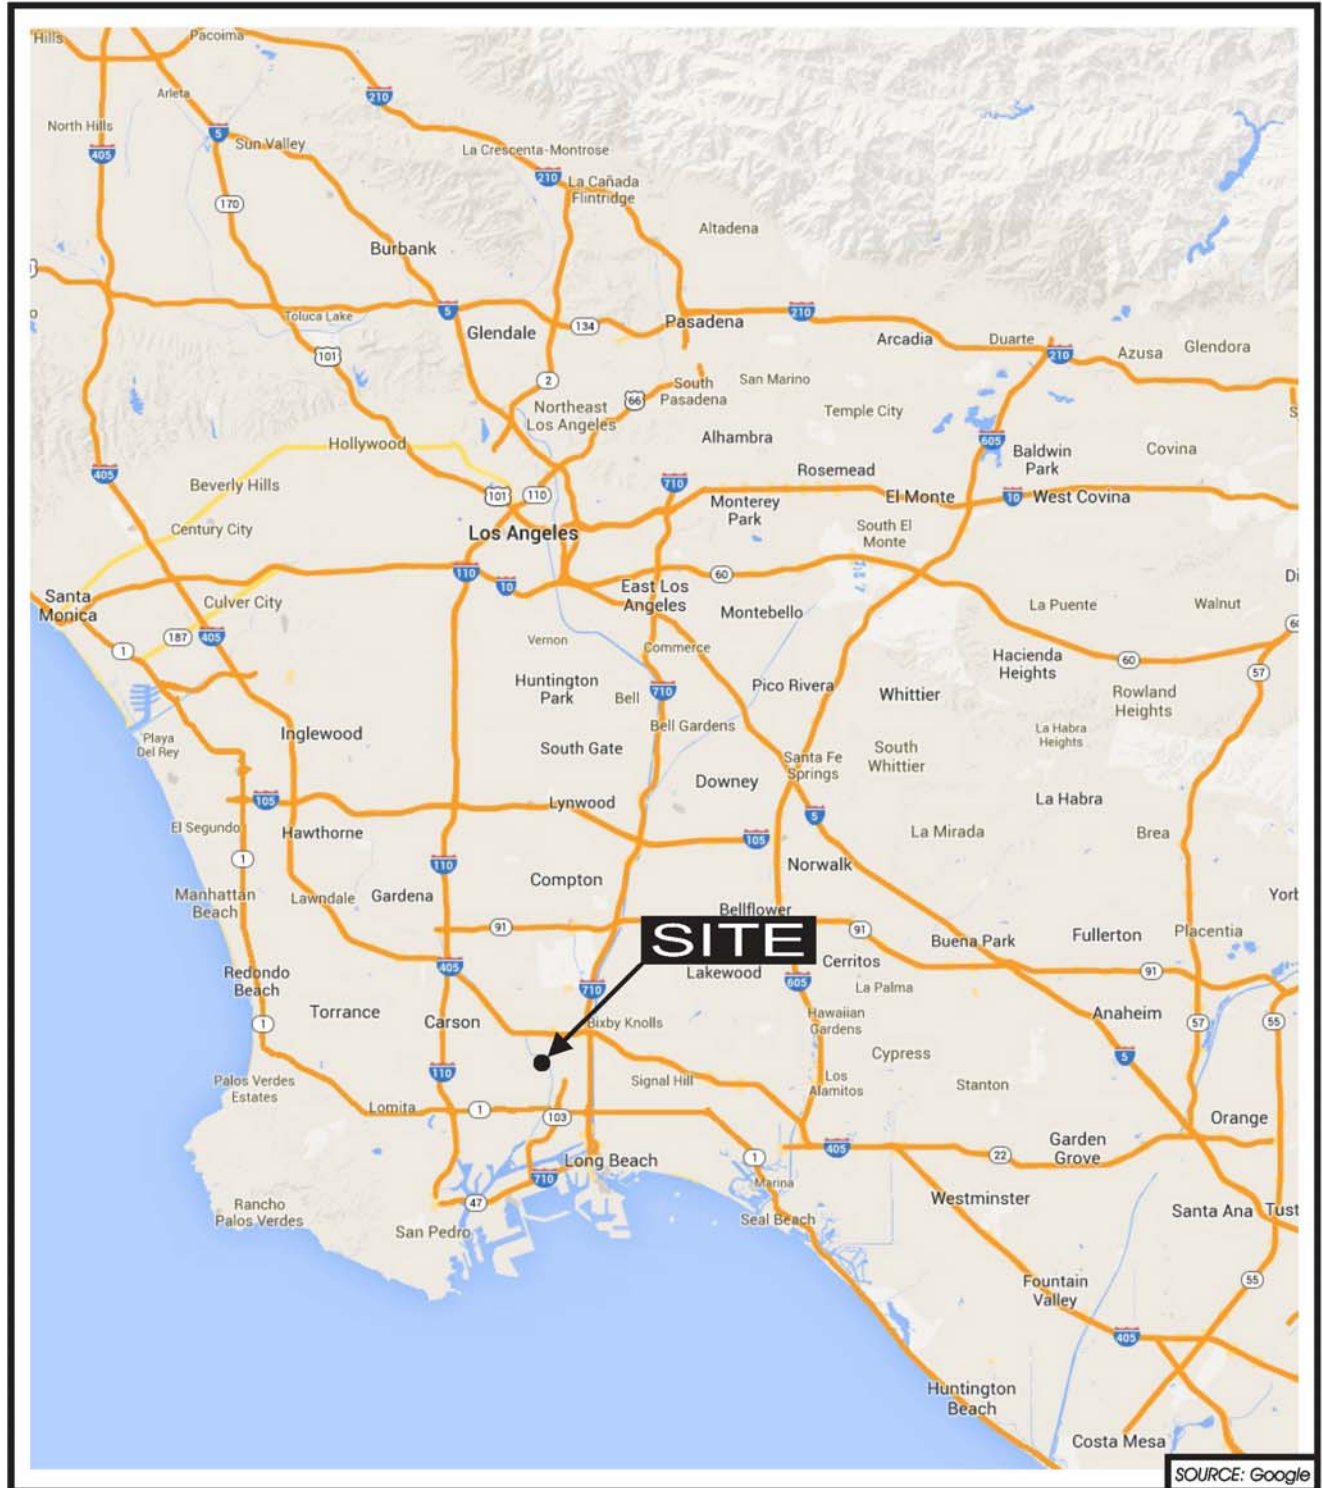 Hills
Pacoima
210
Arleta
North Hills
405
5
Sun Valley
La Crescenta-Montrose
210
La Cañada
Flintridge
170
Altadena
Burbank
5
Toluca Lake
Glendale
134
Pasadena
210
Arcadia
Duarte
210
Azusa
Glendora
101
2
66
South
Pasadena
San Marino
Northeast
Los Angeles
Temple City
Alhambra
605
Baldwin
Park
Covina
Hollywood
405
Beverly Hills
Rosemead
710
101
110
Monterey
Park
El Monte
10
West Covina
Century City
Los Angeles
South El
Monte
110
10
60
Santa
Monica
Culver City
East Los
Angeles
Montebello
La Puente
Walnut
Di
60
1
187
405
Vernon
Commerce
Hacienda
Heights
60
57
Huntington
Park
Bell
710
Pico Rivera
Whittier
Rowland
Heights
Playa
Del Rey
Inglewood
South Gate
Bell Gardens
Santa Fe
Springs
South
Whittier
La Habra
Heights
Downey
105
Lynwood
5
La Habra
El Segundo
Hawthorne
105
La Mirada
Brea
1
110
Norwalk
Manhattan
Beach
Lawndale
Gardena
Compton
Bellflower
Yorb
91
SITE
91
Buena Park
Fullerton
Placentia
Redondo
Beach
405
710
Lakewood
605
Cerritos
La Palma
91
Torrance
Carson
Bixby Knolls
Hawaiian
Gardens
Anaheim
57
55
1
110
Cypress
5
Palos Verdes
Estates
Signal Hill
Los
Alamitos
Stanton
Lomita
1
103
Orange
Long Beach
710
1
405
22
Garden
Grove
Marina
Rancho
Palos Verdes
47
San Pedro
Seal Beach
Westminster
Santa Ana
Tust
Fountain
Valley
55
405
Huntington
Beach
Costa Mesa
SOURCE: Google